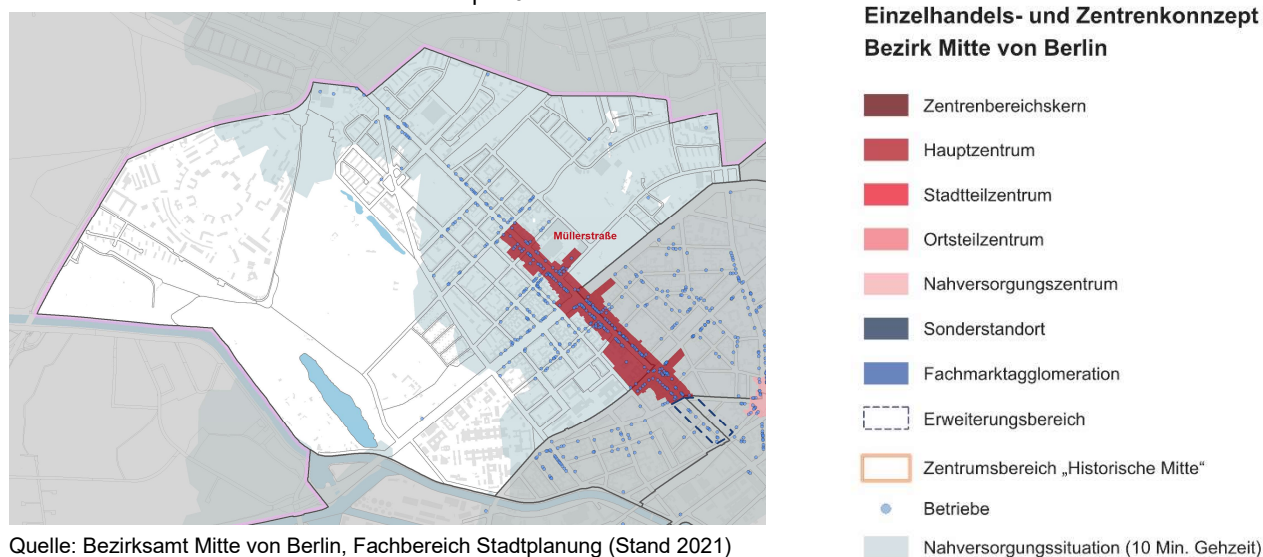 Müllerstraße
Quelle: Bezirksamt Mitte von Berlin, Fachbereich Stadtplanung (Stand 2021)
Einzelhandels- und Zentrenkonnzept
Bezirk Mitte von Berlin
Zentrenbereichskern
Hauptzentrum
Stadtteilzentrum
Ortsteilzentrum
Nahversorgungszentrum
Sonderstandort
Fachmarktagglomeration
Erweiterungsbereich
Zentrumsbereich „Historische Mitte“
Betriebe
Nahversorgungssituation (10 Min. Gehzeit)